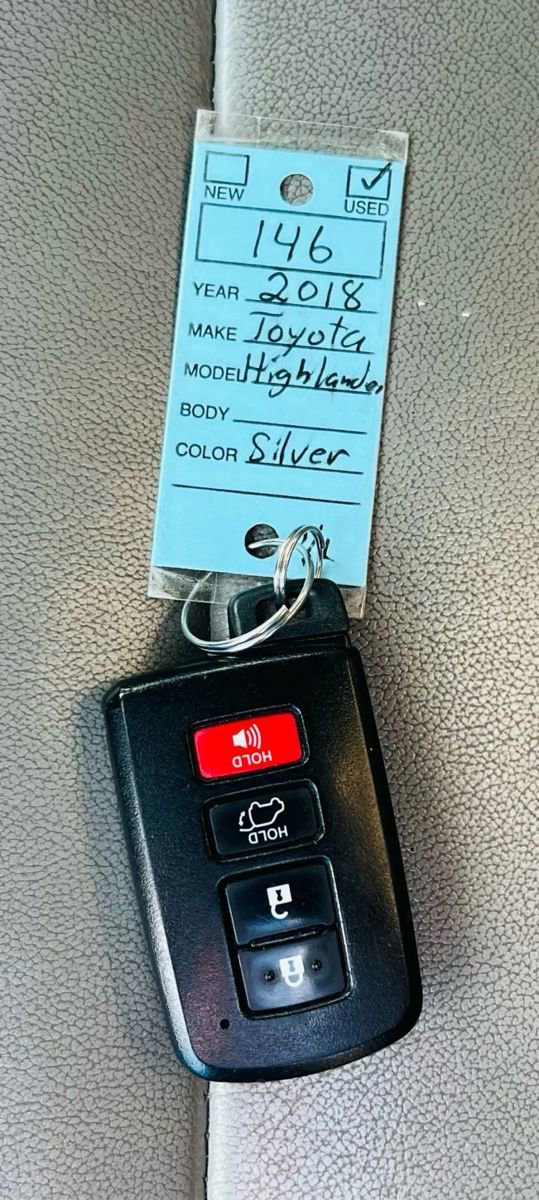 NEW USED
146
YEAR 2018
MAKE Toyota
MODEL Highlander
BODY
COLOR Silver
HOLD
HOLD